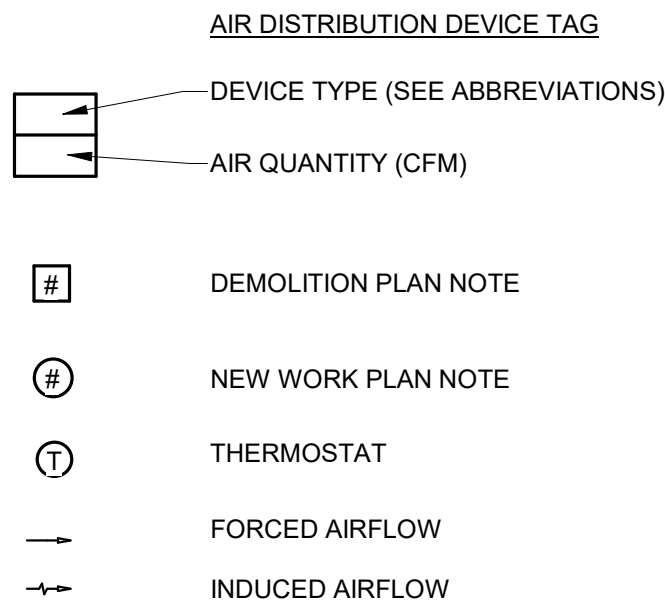 AIR DISTRIBUTION DEVICE TAG
DEVICE TYPE (SEE ABBREVIATIONS)
AIR QUANTITY (CFM)
# DEMOLITION PLAN NOTE
# NEW WORK PLAN NOTE
T THERMOSTAT
FORCED AIRFLOW
INDUCED AIRFLOW